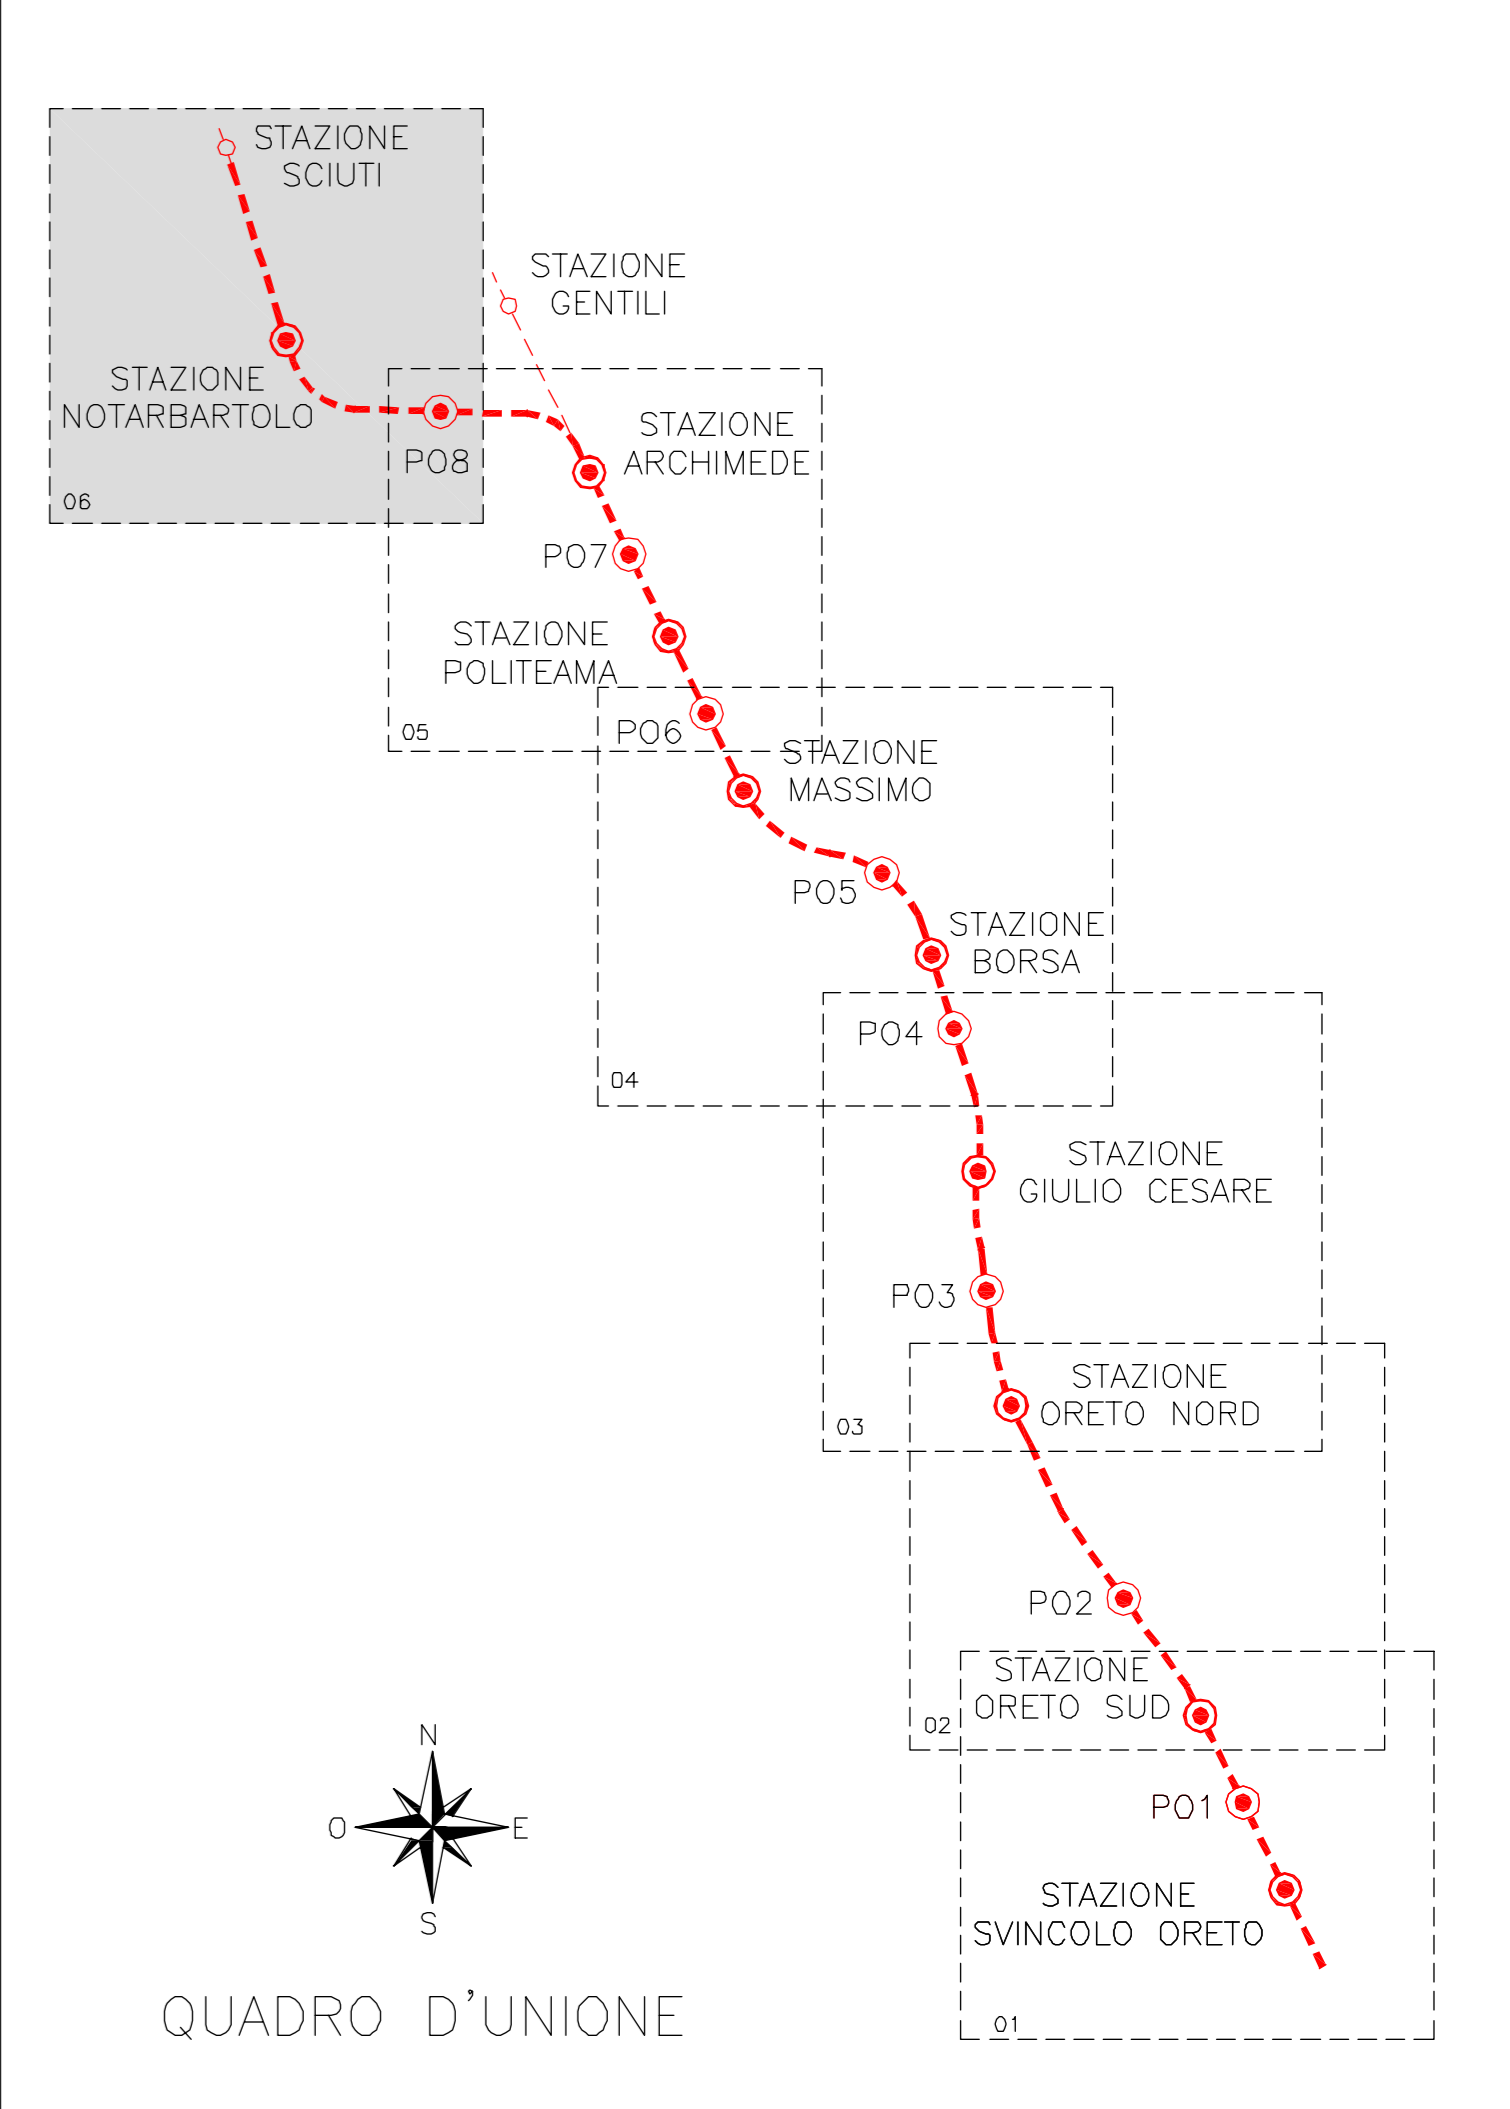 STAZIONE
SCIUTI
STAZIONE
GENTILI
STAZIONE
NOTARBARTOLO
P08
06
STAZIONE
ARCHIMEDE
P07
STAZIONE
POLITEAMA
05
P06
STAZIONE
MASSIMO
P05
STAZIONE
BORSA
P04
04
STAZIONE
GIULIO CESARE
P03
STAZIONE
ORETO NORD
03
P02
STAZIONE
ORETO SUD
02
P01
STAZIONE
SVINCOLO ORETO
01
N
O
E
S
QUADRO D'UNIONE